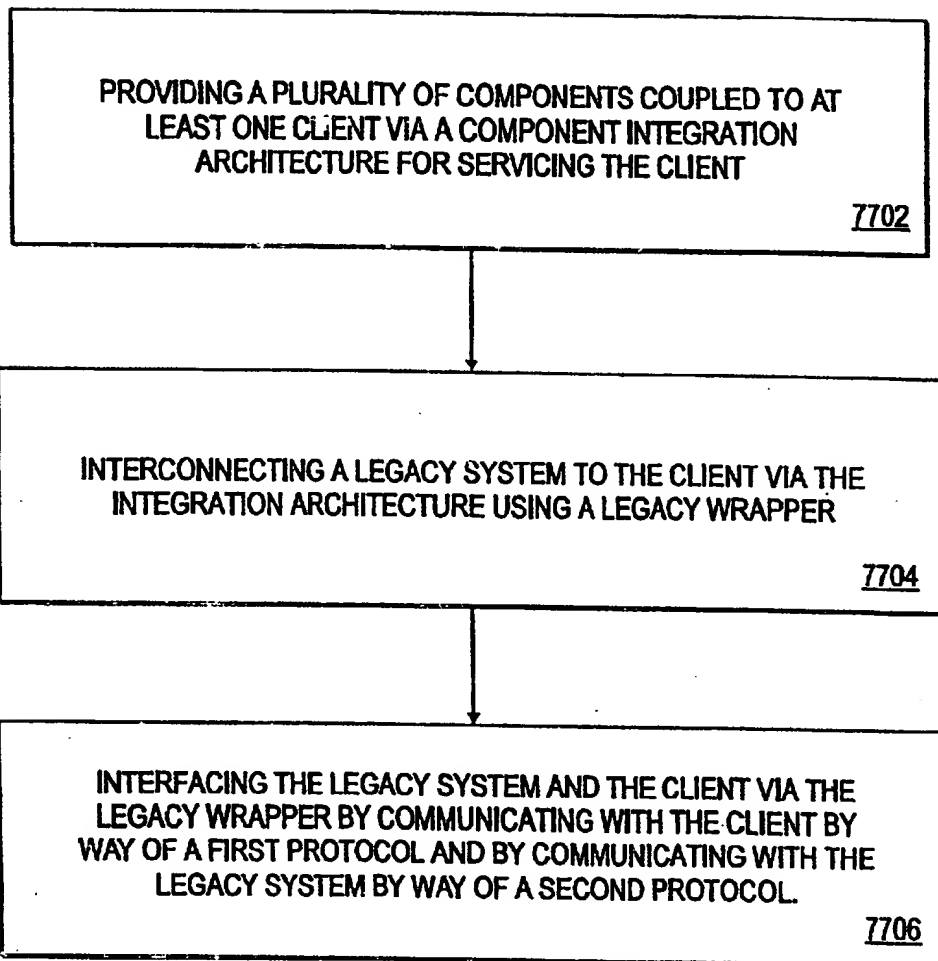 PROVIDING A PLURALITY OF COMPONENTS COUPLED TO AT
LEAST ONE CLIENT VIA A COMPONENT INTEGRATION
ARCHITECTURE FOR SERVICING THE CLIENT
7702
INTERCONNECTING A LEGACY SYSTEM TO THE CLIENT VIA THE
INTEGRATION ARCHITECTURE USING A LEGACY WRAPPER
7704
INTERFACING THE LEGACY SYSTEM AND THE CLIENT VIA THE
LEGACY WRAPPER BY COMMUNICATING WITH THE CLIENT BY
WAY OF A FIRST PROTOCOL AND BY COMMUNICATING WITH THE
LEGACY SYSTEM BY WAY OF A SECOND PROTOCOL.
7706